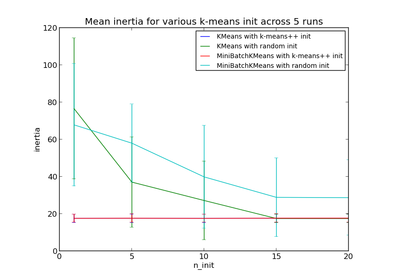 Mean inertia for various k-means init across 5 runs
120
KMeans with k-means++ init
KMeans with random init
MiniBatchKMeans with k-means++ init
MiniBatchKMeans with random init
100
80
60
40
20
0
inertia
0
5
10
15
20
n_init